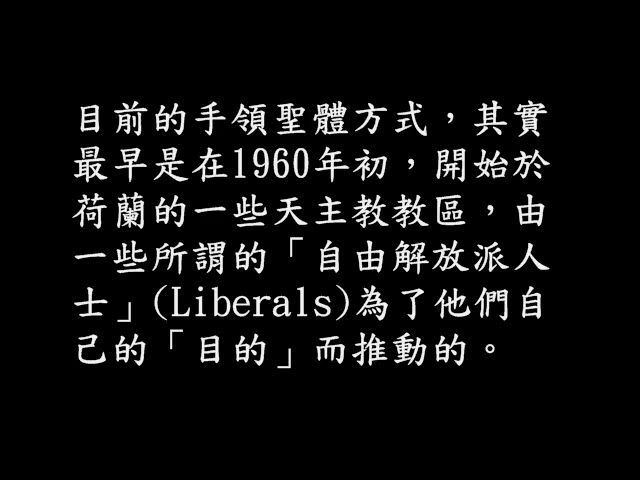 目前的手領聖體方式，其實
最早是在1960年初，開始於
荷蘭的一些天主教教區，由
一些所謂的「自由解放派人
士」(Liberals)為了他們自
己的「目的」而推動的。